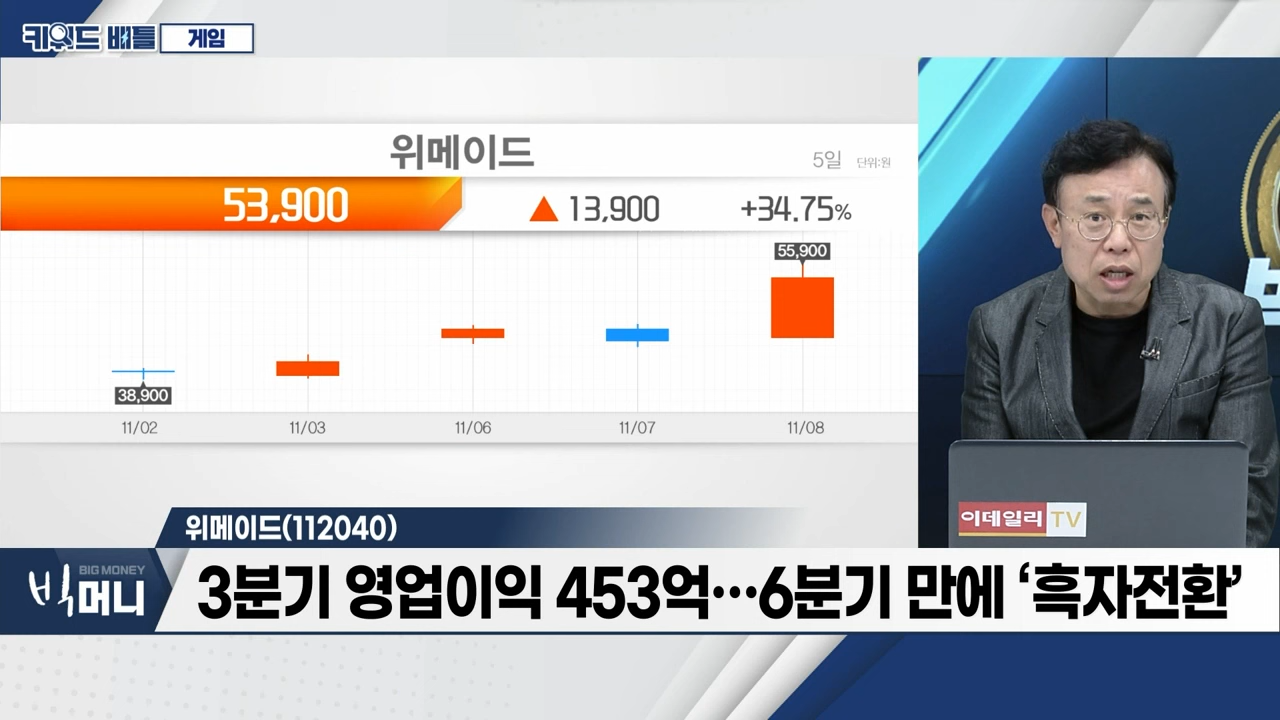 키워드 배틀 게임
위메이드
5일 단위:원
53,900 ▲ 13,900 +34.75%
55,900
38,900
11/02 11/03 11/06 11/07 11/08
이데일리TV
위메이드(112040)
BIG MONEY
빅머니
3분기 영업이익 453억…6분기 만에 ‘흑자전환’